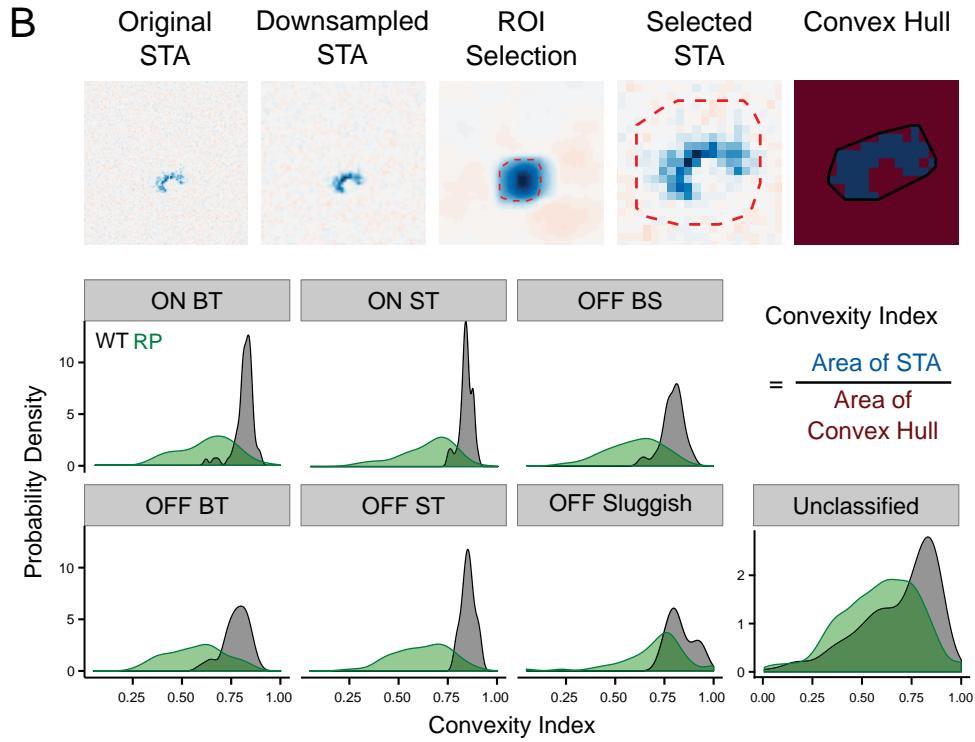 B
Original STA
Downsampled STA
ROI Selection
Selected STA
Convex Hull
ON BT
ON ST
OFF BS
WT RP
10
5
0
Convexity Index
= Area of STA
Area of Convex Hull
Probability Density
OFF BT
OFF ST
OFF Sluggish
Unclassified
10
5
0
2
1
0
0.25 0.50 0.75 1.00
0.25 0.50 0.75 1.00
0.25 0.50 0.75 1.00
0.00 0.25 0.50 0.75 1.00
Convexity Index